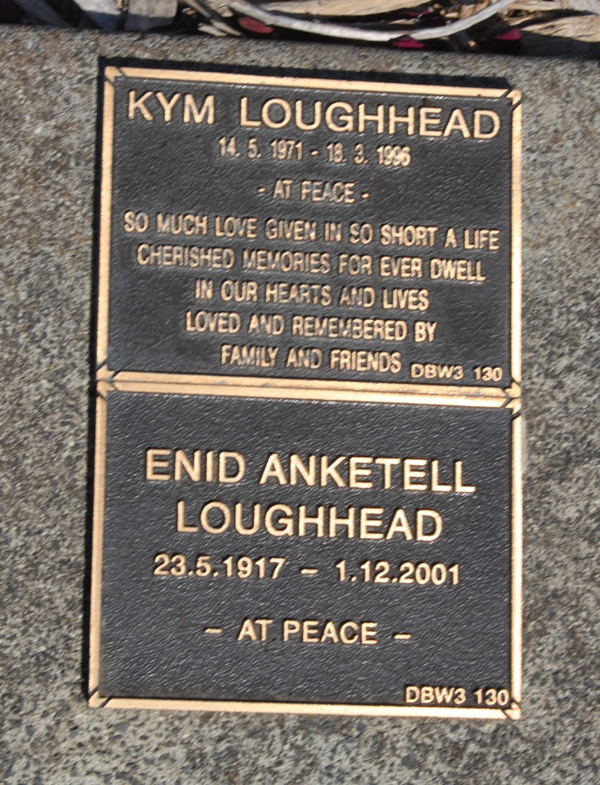 KYM LOUGHHEAD
14. 5. 1971 - 18. 3. 1996
- AT PEACE -
SO MUCH LOVE GIVEN IN SO SHORT A LIFE
CHERISHED MEMORIES FOR EVER DWELL
IN OUR HEARTS AND LIVES
LOVED AND REMEMBERED BY
FAMILY AND FRIENDS DBW3 130
ENID ANKETELL
LOUGHHEAD
23.5.1917 – 1.12.2001
– AT PEACE –
DBW3 130